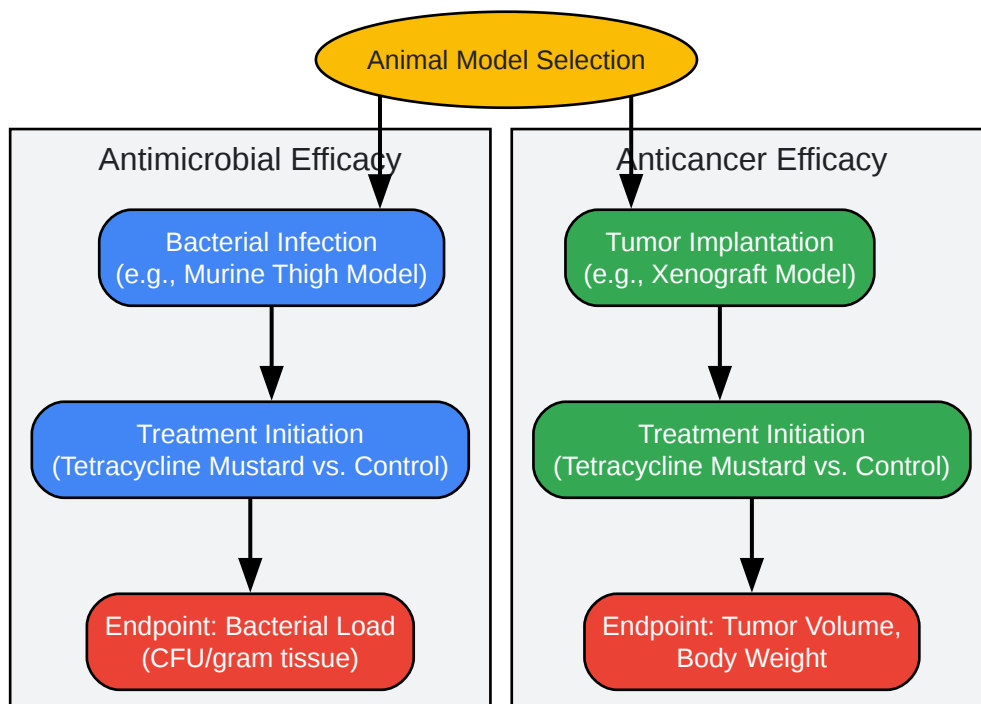 Animal Model Selection
Antimicrobial Efficacy
Bacterial Infection
(e.g., Murine Thigh Model)
Treatment Initiation
(Tetracycline Mustard vs. Control)
Endpoint: Bacterial Load
(CFU/gram tissue)
Anticancer Efficacy
Tumor Implantation
(e.g., Xenograft Model)
Treatment Initiation
(Tetracycline Mustard vs. Control)
Endpoint: Tumor Volume,
Body Weight